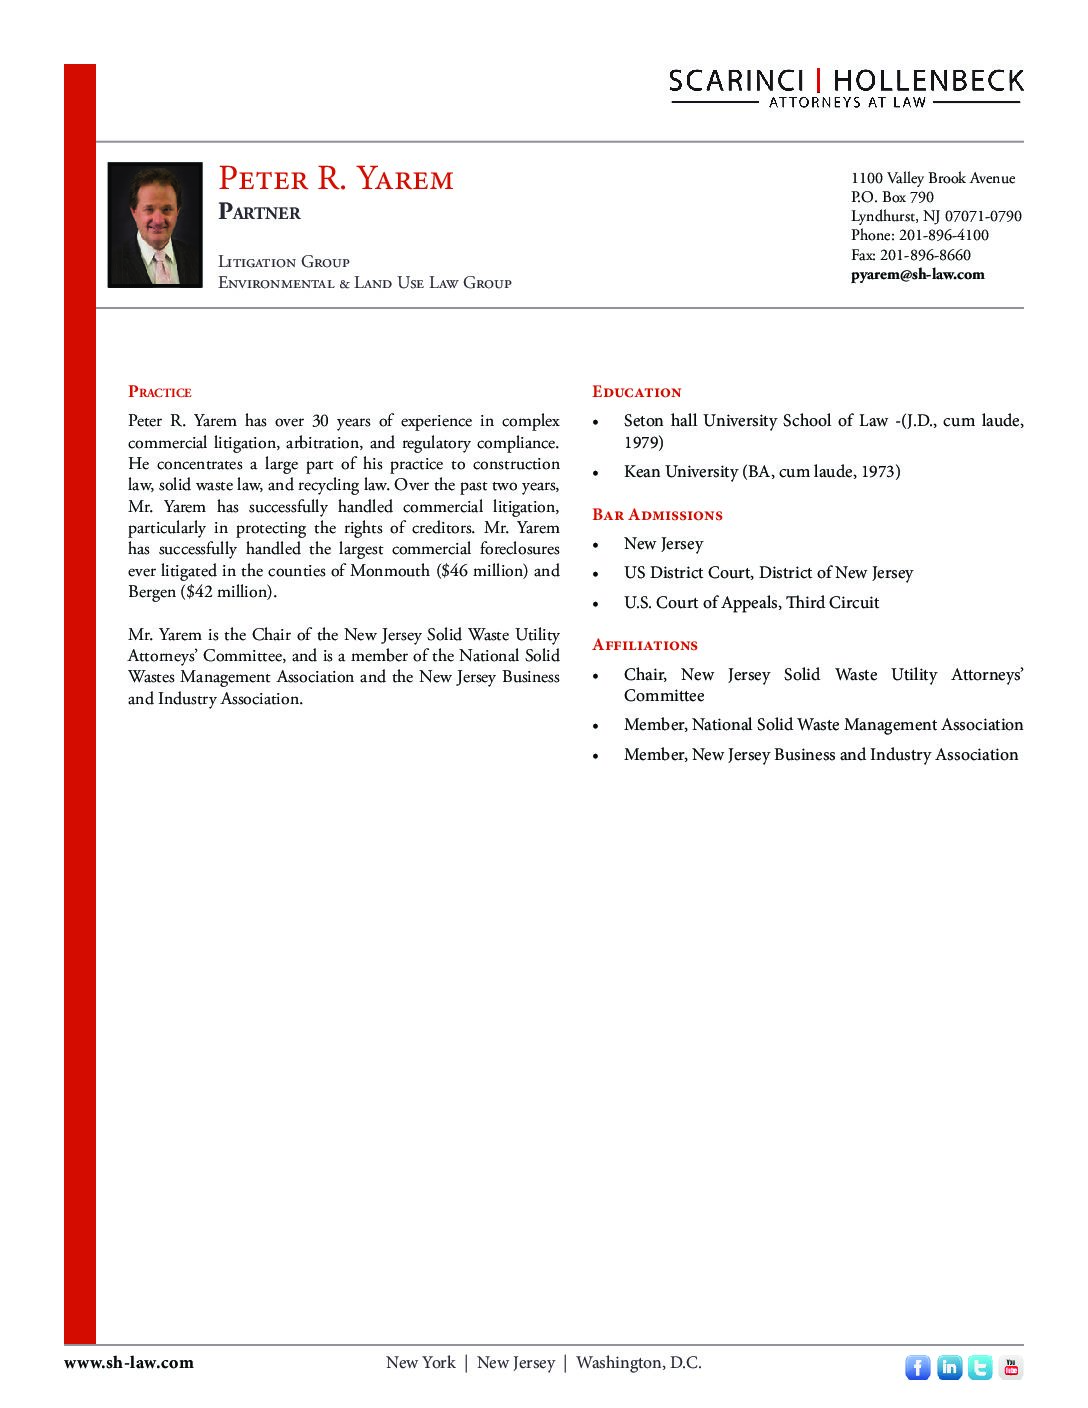 SCARINCI | HOLLENBECK
ATTORNEYS AT LAW
Peter R. Yarem
Partner
Litigation Group
Environmental & Land Use Law Group
1100 Valley Brook Avenue
P.O. Box 790
Lyndhurst, NJ 07071-0790
Phone: 201-896-4100
Fax: 201-896-8660
pyarem@sh-law.com
Practice
Peter R. Yarem has over 30 years of experience in complex
commercial litigation, arbitration, and regulatory compliance.
He concentrates a large part of his practice to construction
law, solid waste law, and recycling law. Over the past two years,
Mr. Yarem has successfully handled commercial litigation,
particularly in protecting the rights of creditors. Mr. Yarem
has successfully handled the largest commercial foreclosures
ever litigated in the counties of Monmouth ($46 million) and
Bergen ($42 million).
Mr. Yarem is the Chair of the New Jersey Solid Waste Utility
Attorneys' Committee, and is a member of the National Solid
Wastes Management Association and the New Jersey Business
and Industry Association.
Education
• Seton hall University School of Law -(J.D., cum laude,
1979)
• Kean University (BA, cum laude, 1973)
Bar Admissions
• New Jersey
• US District Court, District of New Jersey
• U.S. Court of Appeals, Third Circuit
Affiliations
• Chair, New Jersey Solid Waste Utility Attorneys'
Committee
• Member, National Solid Waste Management Association
• Member, New Jersey Business and Industry Association
www.sh-law.com
New York | New Jersey | Washington, D.C.
f in t You Tube